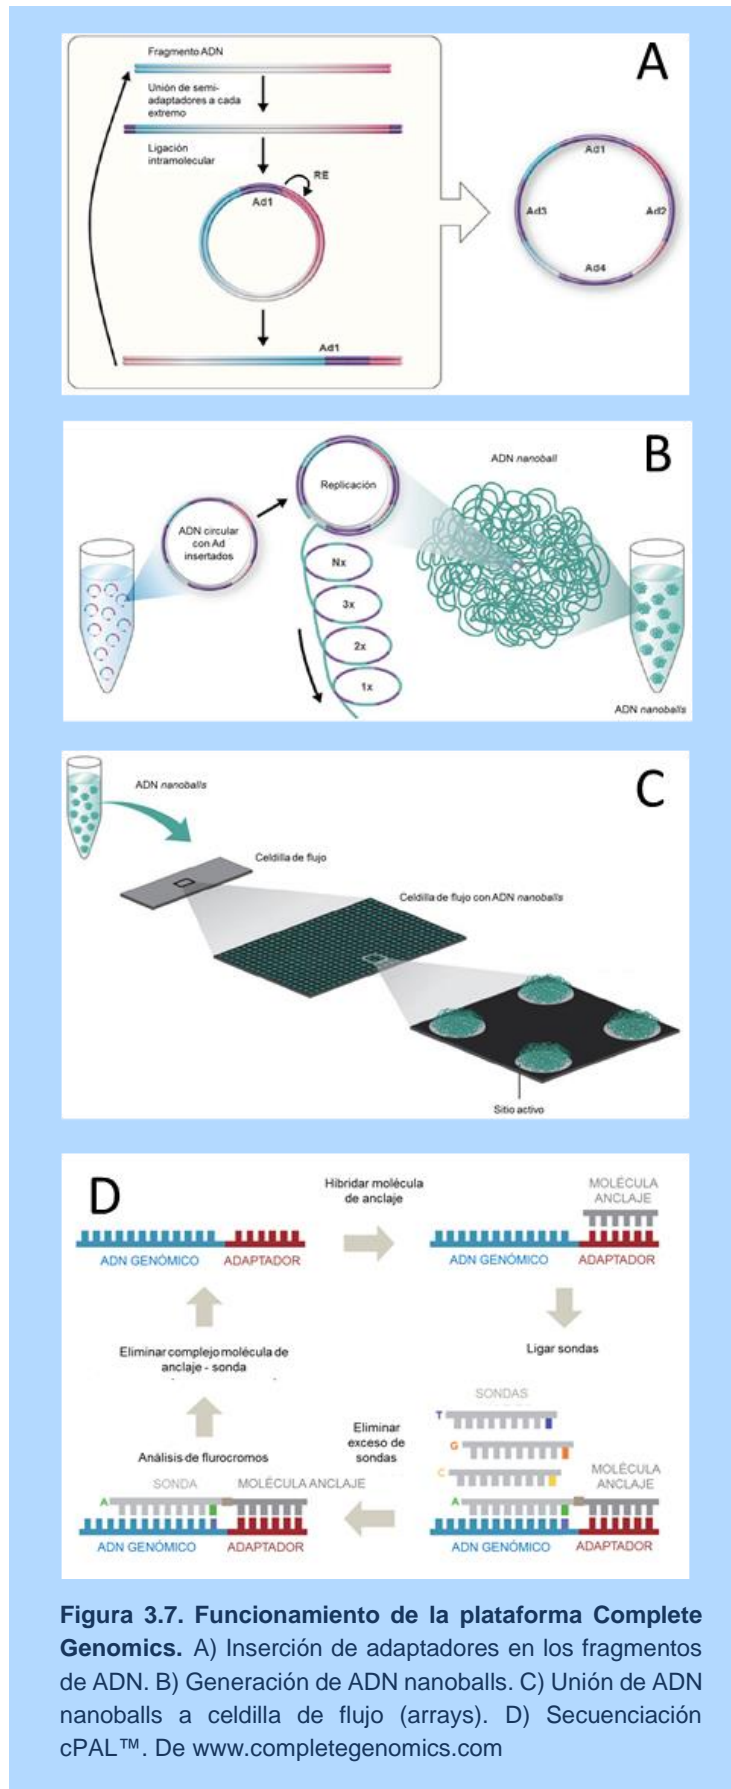 A
Fragmento ADN
Unión de semi-
adaptadores a cada
extremo
Ligación
intramolecular
RE
Ad1
Ad1
Ad1
Ad3
Ad2
Ad4
B
ADN nanoball
Replicación
ADN circular
con Ad
insertados
Nx
3x
2x
1x
ADN nanoballs
C
ADN nanoballs
Celdilla de flujo
Celdilla de flujo con ADN nanoballs
Sitio activo
D
Hibridar molécula
de anclaje
MOLÉCULA
ANCLAJE
ADN GENÓMICO
ADAPTADOR
ADN GENÓMICO
ADAPTADOR
Eliminar complejo molécula de
anclaje - sonda
Ligar sondas
SONDAS
T
G
C
A
MOLÉCULA
ANCLAJE
Eliminar
exceso de
sondas
Análisis de flurocromos
SONDA
MOLÉCULA ANCLAJE
A
ADN GENÓMICO
ADAPTADOR
ADN GENÓMICO
ADAPTADOR
Figura 3.7. Funcionamiento de la plataforma Complete
Genomics. A) Inserción de adaptadores en los fragmentos
de ADN. B) Generación de ADN nanoballs. C) Unión de ADN
nanoballs a celdilla de flujo (arrays). D) Secuenciación
cPAL™. De www.completegenomics.com